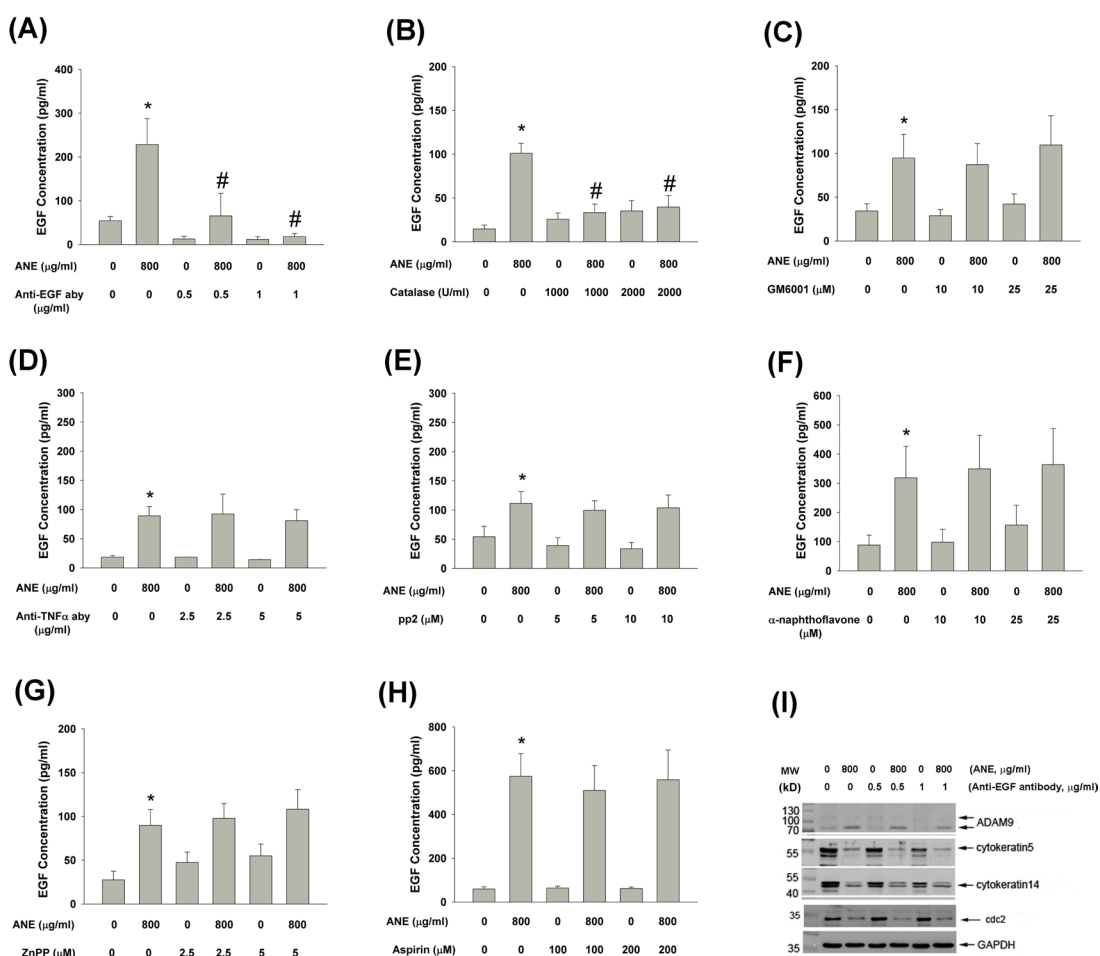 (A)
EGF Concentration (pg/ml)
400
300
200
100
0
*
#
#
ANE (μg/ml) 0 800 0 800 0 800
Anti-EGF aby 0 0 0.5 0.5 1 1
(μg/ml)
(B)
EGF Concentration (pg/ml)
200
150
100
50
0
*
#
#
ANE (μg/ml) 0 800 0 800 0 800
Catalase (U/ml) 0 0 1000 1000 2000 2000
(C)
EGF Concentration (pg/ml)
200
150
100
50
0
*
ANE (μg/ml) 0 800 0 800 0 800
GM6001 (μM) 0 0 10 10 25 25
(D)
EGF Concentration (pg/ml)
300
250
200
150
100
50
0
*
ANE (μg/ml) 0 800 0 800 0 800
Anti-TNFα aby 0 0 2.5 2.5 5 5
(μg/ml)
(E)
EGF Concentration (pg/ml)
300
250
200
150
100
50
0
*
ANE (μg/ml) 0 800 0 800 0 800
pp2 (μM) 0 0 5 5 10 10
(F)
EGF Concentration (pg/ml)
600
500
400
300
200
100
0
*
ANE (μg/ml) 0 800 0 800 0 800
α-naphthoflavone 0 0 10 10 25 25
(μM)
(G)
EGF Concentration (pg/ml)
200
150
100
50
0
*
ANE (μg/ml) 0 800 0 800 0 800
ZnPP (μM) 0 0 2.5 2.5 5 5
(H)
EGF Concentration (pg/ml)
800
600
400
200
0
*
ANE (μg/ml) 0 800 0 800 0 800
Aspirin (μM) 0 0 100 100 200 200
(I)
MW 0 800 0 800 0 800 (ANE, μg/ml)
(kD) 0 0 0.5 0.5 1 1 (Anti-EGF antibody, μg/ml)
130
100
70
ADAM9
55
cytokeratin5
55
40
cytokeratin14
35
cdc2
35
GAPDH